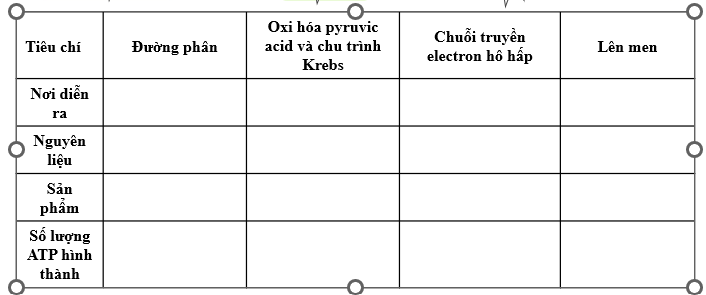 Tiêu chí
Đường phân
Oxi hóa pyruvic
acid và chu trình
Krebs
Chuỗi truyền
electron hô hấp
Lên men
Nơi diễn
ra
Nguyên
liệu
Sản
phẩm
Số lượng
ATP hình
thành